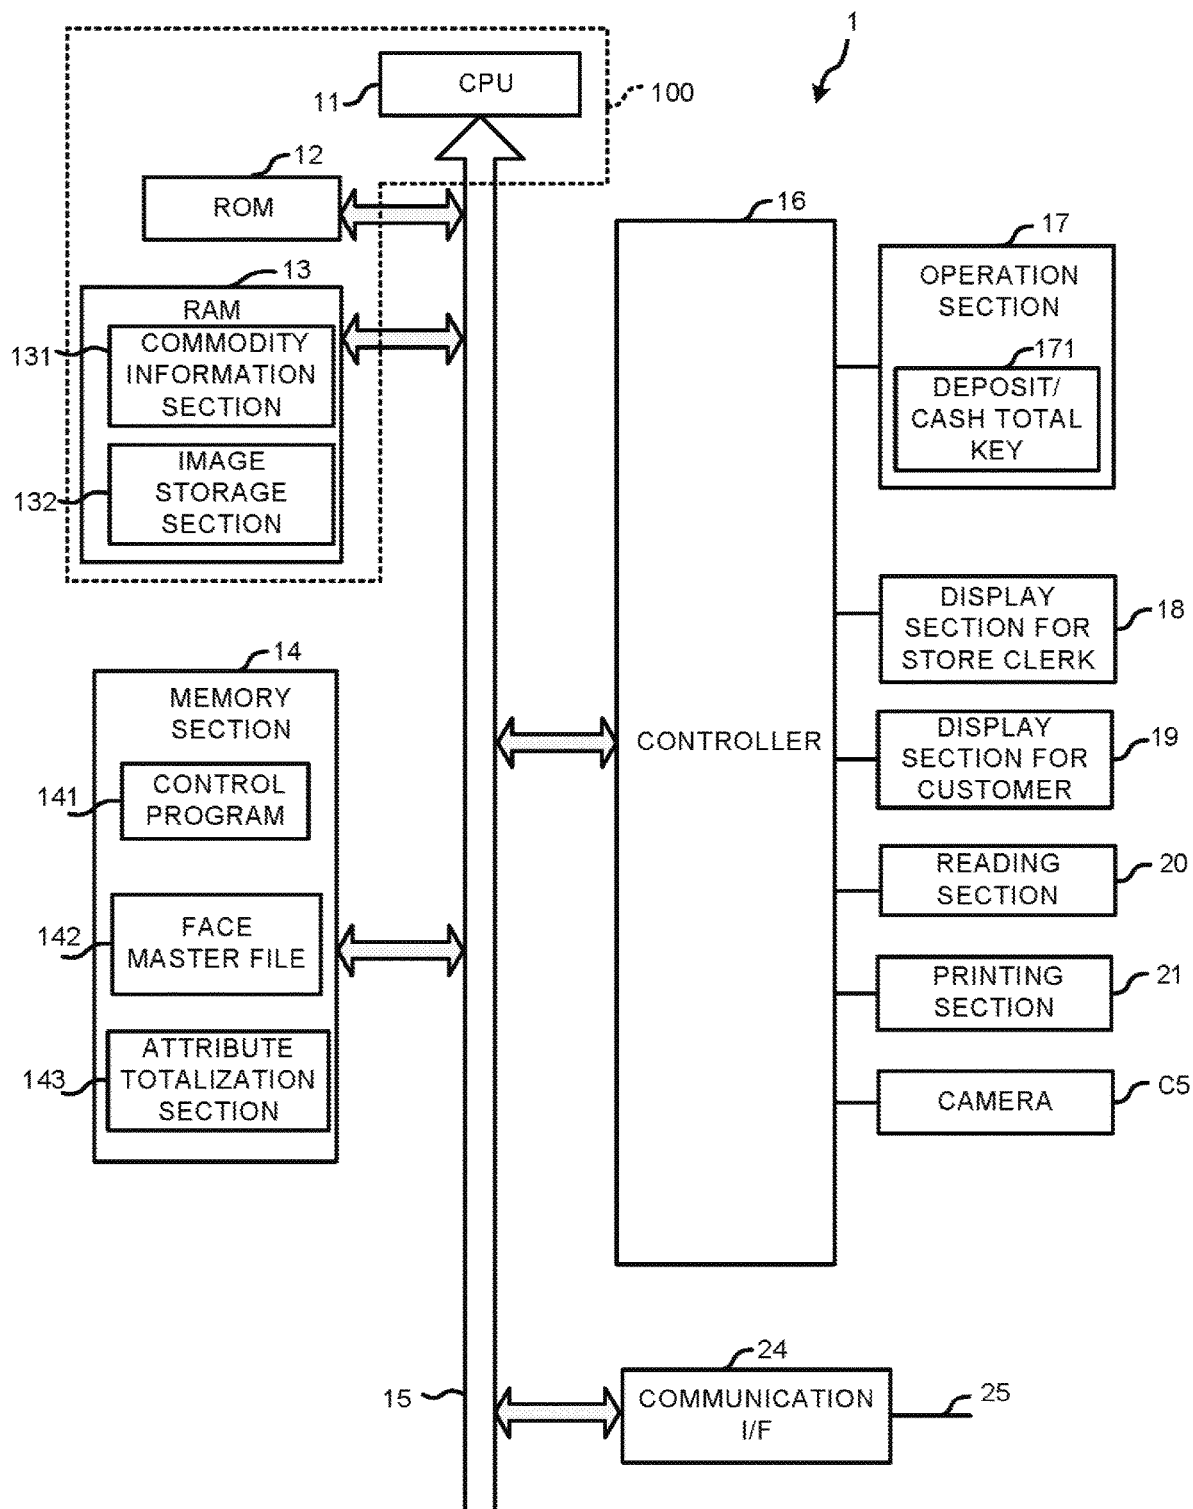 1
CPU
11
100
12
ROM
13
RAM
131
COMMODITY
INFORMATION
SECTION
132
IMAGE
STORAGE
SECTION
16
CONTROLLER
17
OPERATION
SECTION
171
DEPOSIT/
CASH TOTAL
KEY
DISPLAY
SECTION FOR
STORE CLERK
18
DISPLAY
SECTION FOR
CUSTOMER
19
READING
SECTION
20
PRINTING
SECTION
21
CAMERA
C5
14
MEMORY
SECTION
141
CONTROL
PROGRAM
142
FACE
MASTER FILE
143
ATTRIBUTE
TOTALIZATION
SECTION
15
24
COMMUNICATION
I/F
25